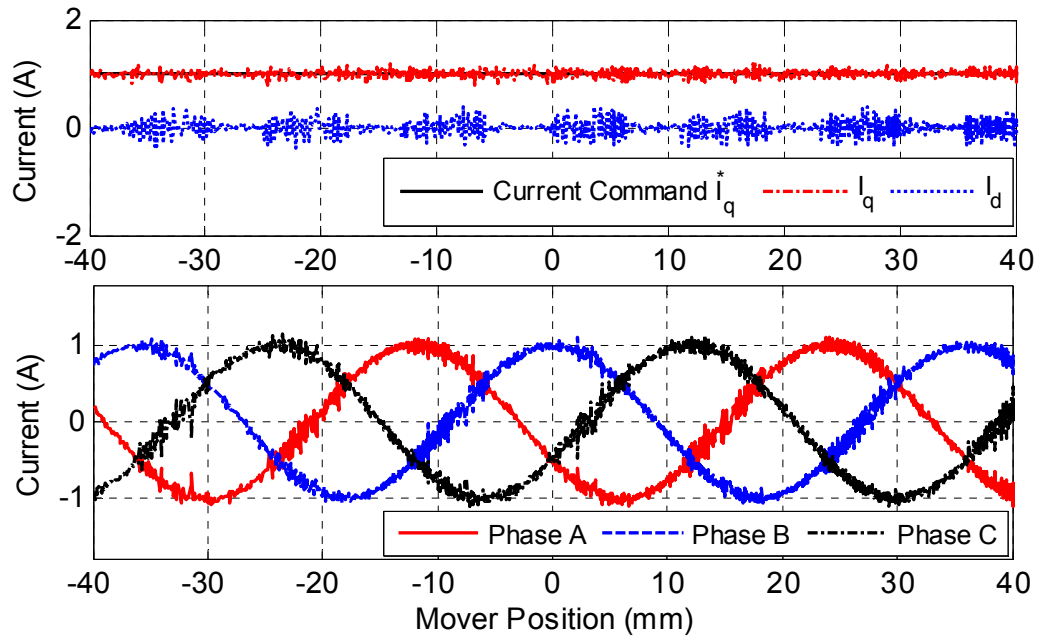 2
0
-2
Current (A)
Current Command I*q
Iq
Id
-40 -30 -20 -10 0 10 20 30 40
1
0
-1
Current (A)
Phase A
Phase B
Phase C
-40 -30 -20 -10 0 10 20 30 40
Mover Position (mm)